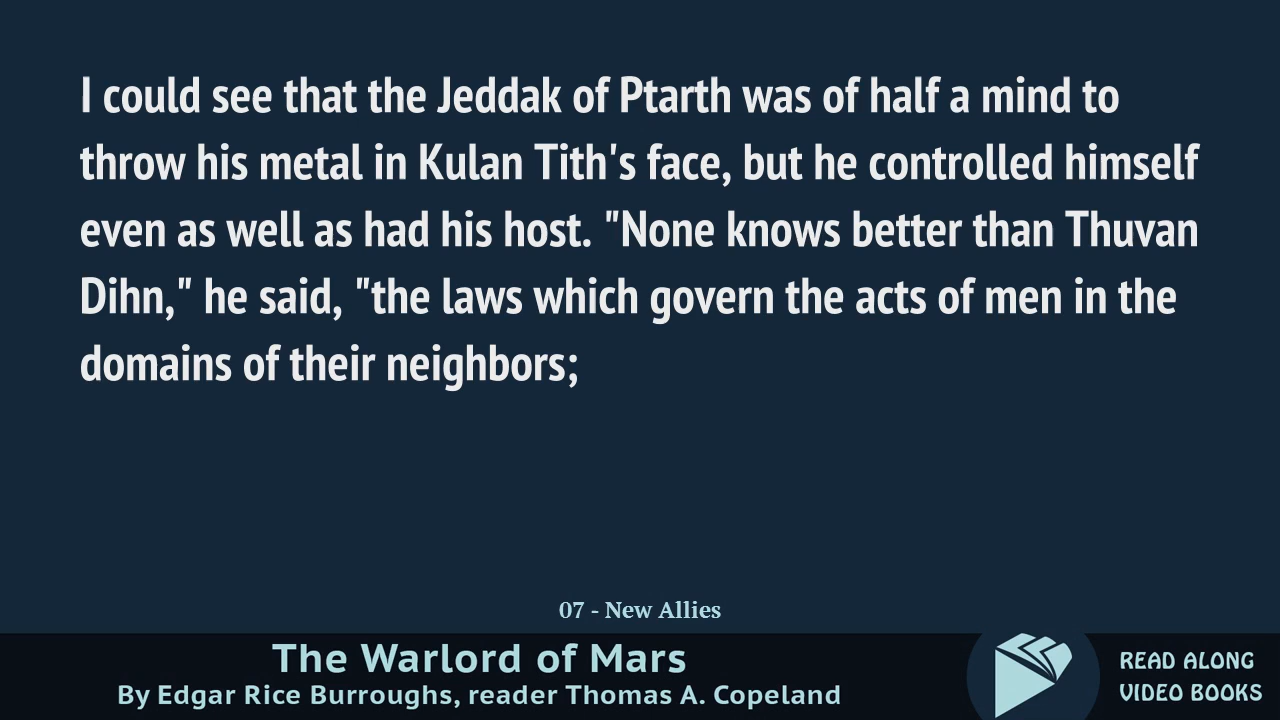 I could see that the Jeddak of Ptarth was of half a mind to
throw his metal in Kulan Tith's face, but he controlled himself
even as well as had his host. "None knows better than Thuvan
Dihn," he said, "the laws which govern the acts of men in the
domains of their neighbors;
07 - New Allies
The Warlord of Mars
By Edgar Rice Burroughs, reader Thomas A. Copeland
READ ALONG
VIDEO BOOKS